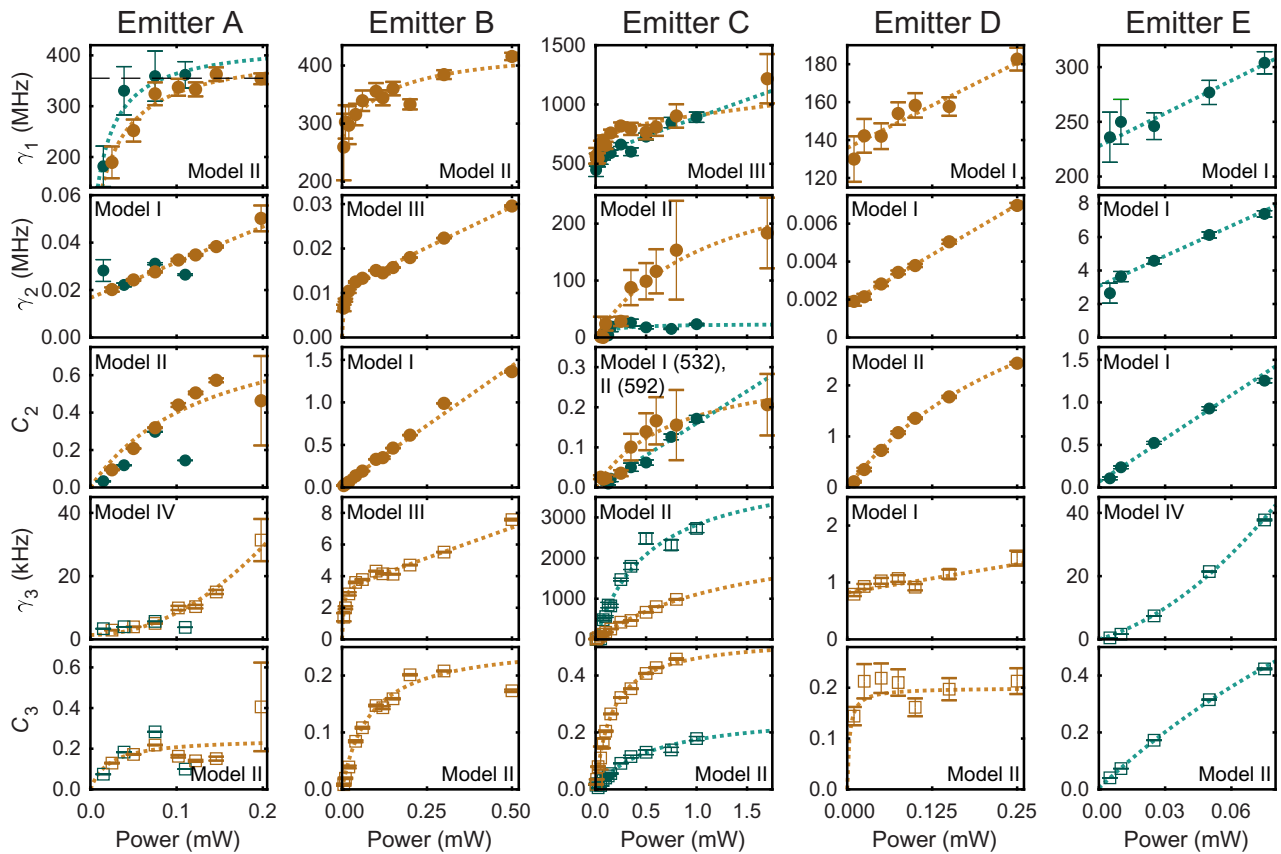 Emitter A Emitter B Emitter C Emitter D Emitter E
γ1 (MHz)
400
300
200
Model II
400
300
200
Model II
1500
1000
500
Model III
180
160
140
120
Model I
300
250
200
Model I
γ2 (MHz)
0.06
0.04
0.02
0.00
Model I
0.03
0.02
0.01
0.00
Model III
200
100
0
Model II
0.006
0.004
0.002
0
Model I
8
6
4
2
0
Model I
C2
0.6
0.4
0.2
0.0
Model II
1.5
1.0
0.5
0.0
Model I
0.3
0.2
0.1
0.0
Model I (532),
II (592)
2
1
0
Model II
1.5
1.0
0.5
0.0
Model I
γ3 (kHz)
40
20
0
Model IV
8
6
4
2
0
Model III
3000
2000
1000
0
Model II
2
1
0
Model I
40
20
0
Model IV
C3
0.6
0.4
0.2
0.0
Model II
0.2
0.1
0.0
Model II
0.4
0.2
0.0
Model II
0.2
0.1
0.0
Model II
0.4
0.2
0.0
Model II
0.0 0.1 0.2
0.00 0.25 0.50
0.0 0.5 1.0 1.5
0.000 0.125 0.25
0.00 0.03 0.06
Power (mW) Power (mW) Power (mW) Power (mW) Power (mW)